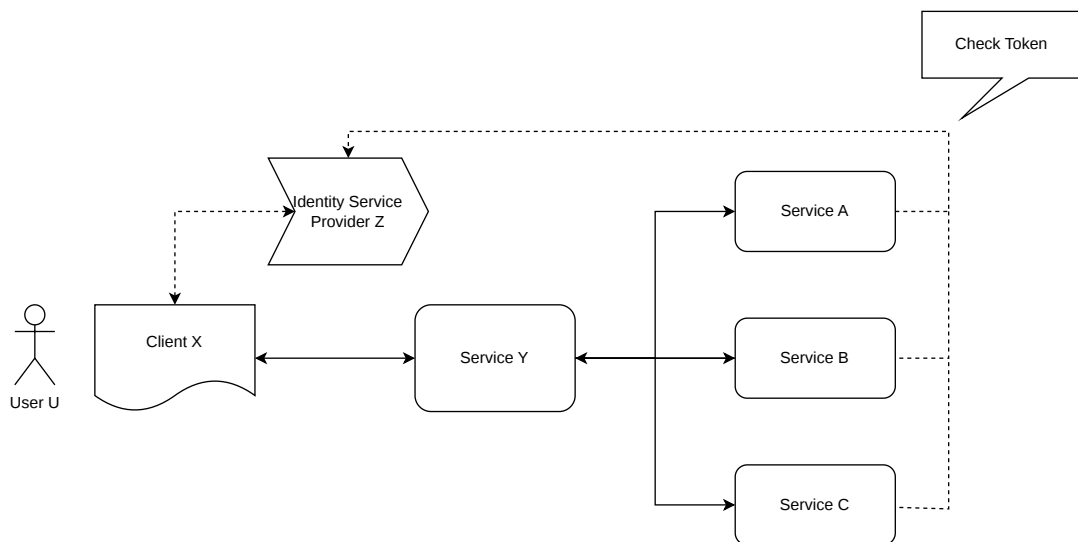 Check Token
Identity Service
Provider Z
Service A
Client X
Service Y
Service B
User U
Service C